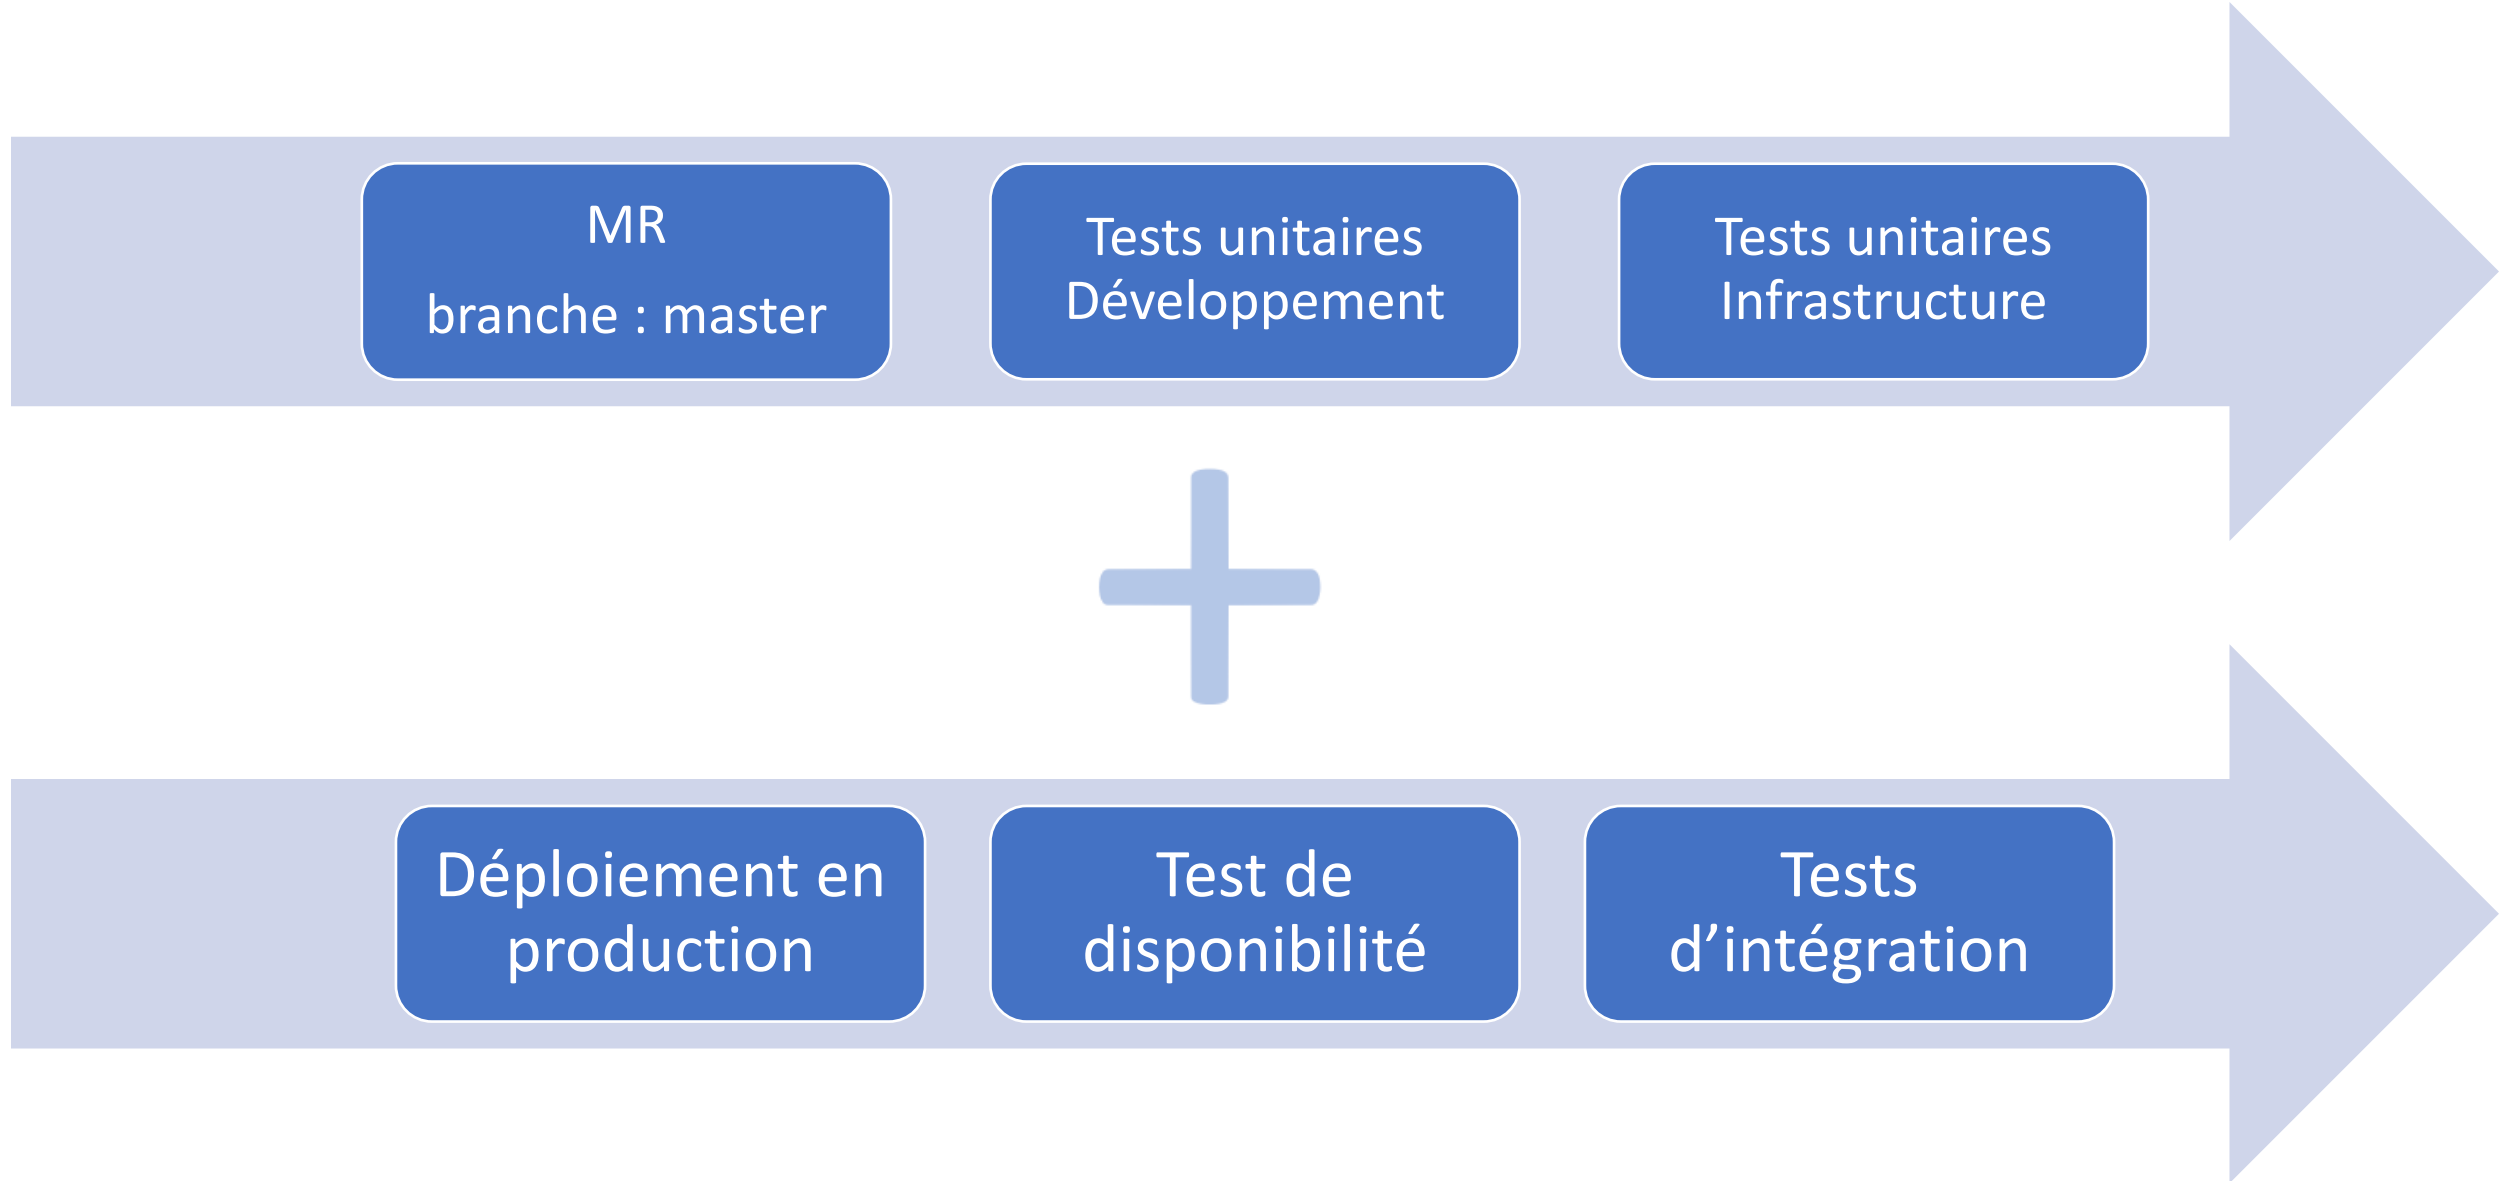 MR
branche : master
Tests unitaires
Développement
Tests unitaires
Infrastructure
+
Déploiement en
production
Test de
disponibilité
Tests
d'intégration